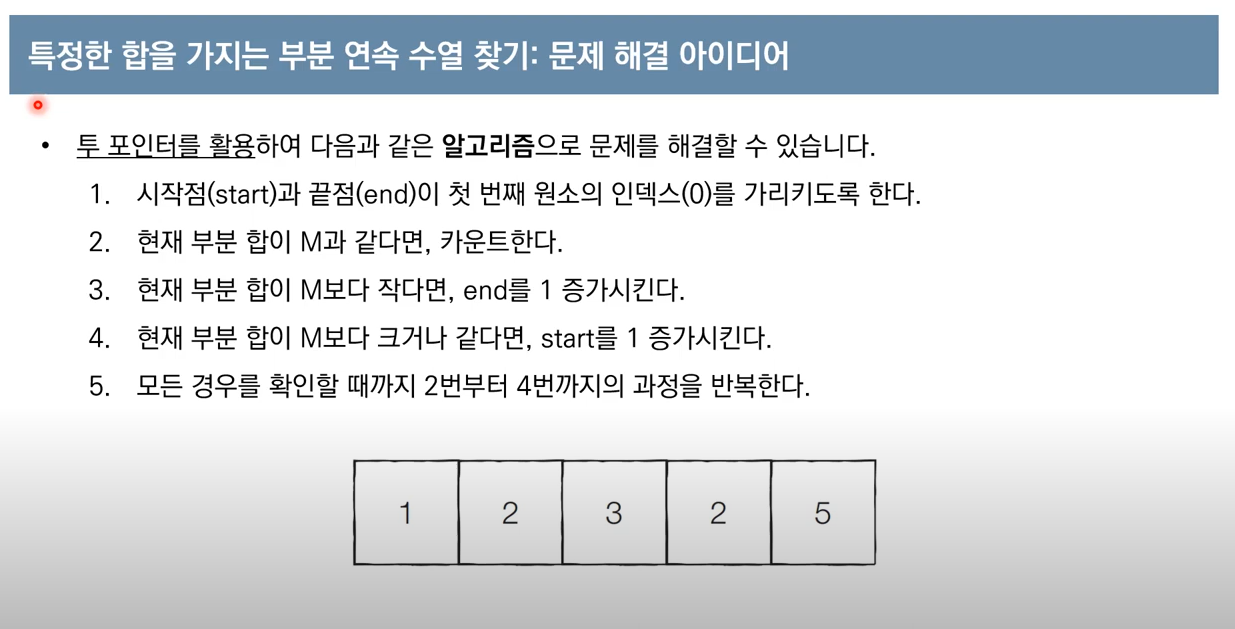 특정한 합을 가지는 부분 연속 수열 찾기: 문제 해결 아이디어
• 투 포인터를 활용하여 다음과 같은 알고리즘으로 문제를 해결할 수 있습니다.
1. 시작점(start)과 끝점(end)이 첫 번째 원소의 인덱스(0)를 가리키도록 한다.
2. 현재 부분 합이 M과 같다면, 카운트한다.
3. 현재 부분 합이 M보다 작다면, end를 1 증가시킨다.
4. 현재 부분 합이 M보다 크거나 같다면, start를 1 증가시킨다.
5. 모든 경우를 확인할 때까지 2번부터 4번까지의 과정을 반복한다.
1 2 3 2 5